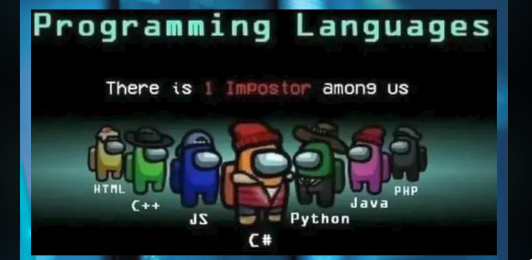 Programming Languages
There is 1 Impostor among us
HTML
C++
JS
C#
Python
Java
PHP